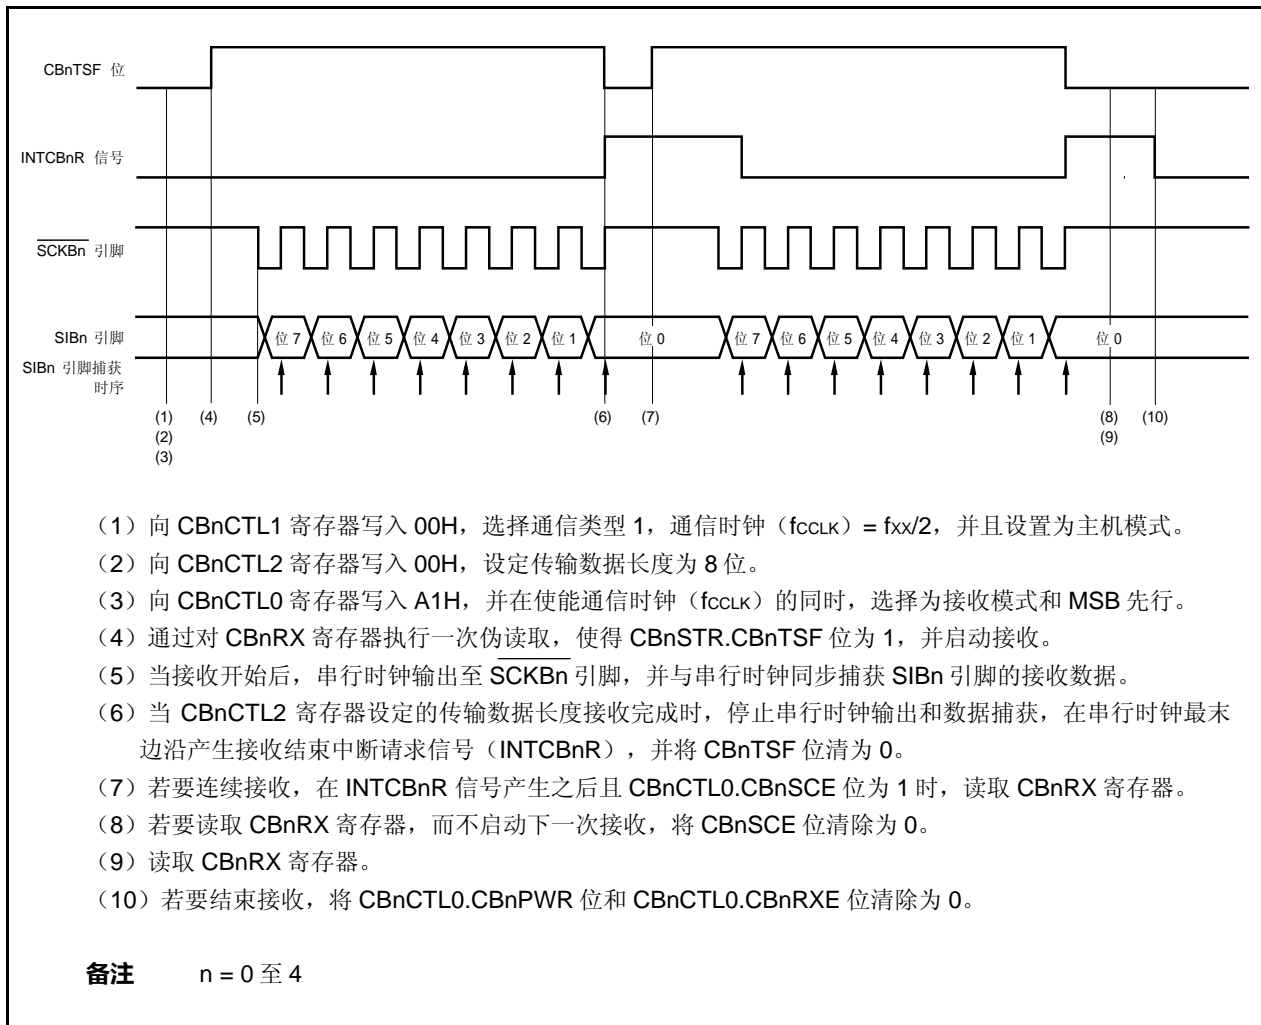 CBnTSF 位
INTCBnR 信号
SCKBn 引脚
SIBn 引脚
位 7 位 6 位 5 位 4 位 3 位 2 位 1 位 0 位 7 位 6 位 5 位 4 位 3 位 2 位 1 位 0
SIBn 引脚捕获
时序
(1) (4) (5) (6) (7) (8) (10)
(2) (9)
(3)
（1）向 CBnCTL1 寄存器写入 00H，选择通信类型 1，通信时钟（fCCLK）= fXX/2，并且设置为主机模式。
（2）向 CBnCTL2 寄存器写入 00H，设定传输数据长度为 8 位。
（3）向 CBnCTL0 寄存器写入 A1H，并在使能通信时钟（fCCLK）的同时，选择为接收模式和 MSB 先行。
（4）通过对 CBnRX 寄存器执行一次伪读取，使得 CBnSTR.CBnTSF 位为 1，并启动接收。
（5）当接收开始后，串行时钟输出至 SCKBn 引脚，并与串行时钟同步捕获 SIBn 引脚的接收数据。
（6）当 CBnCTL2 寄存器设定的传输数据长度接收完成时，停止串行时钟输出和数据捕获，在串行时钟最末
边沿产生接收结束中断请求信号（INTCBnR），并将 CBnTSF 位清为 0。
（7）若要连续接收，在 INTCBnR 信号产生之后且 CBnCTL0.CBnSCE 位为 1 时，读取 CBnRX 寄存器。
（8）若要读取 CBnRX 寄存器，而不启动下一次接收，将 CBnSCE 位清除为 0。
（9）读取 CBnRX 寄存器。
（10）若要结束接收，将 CBnCTL0.CBnPWR 位和 CBnCTL0.CBnRXE 位清除为 0。
备注 n = 0 至 4